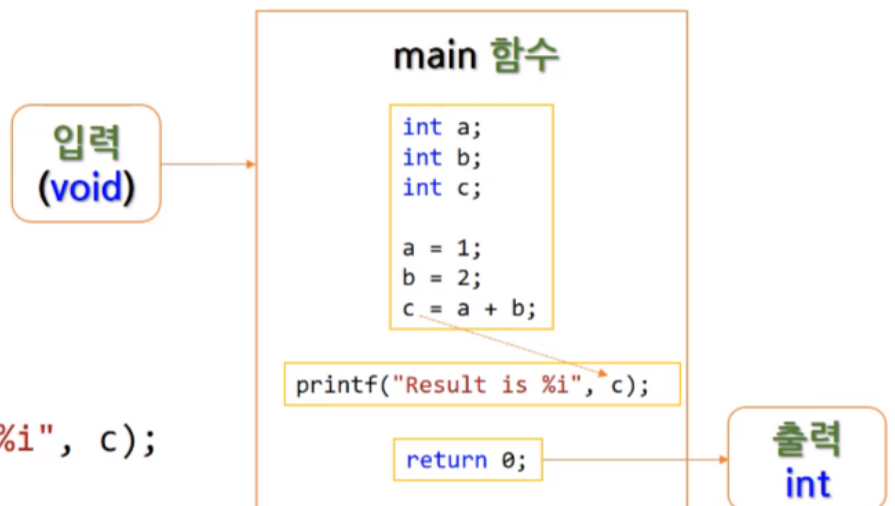 main 함수
입력
(void)
int a;
int b;
int c;
a = 1;
b = 2;
c = a + b;
printf("Result is %i", c);
%i", c);
return 0;
출력
int